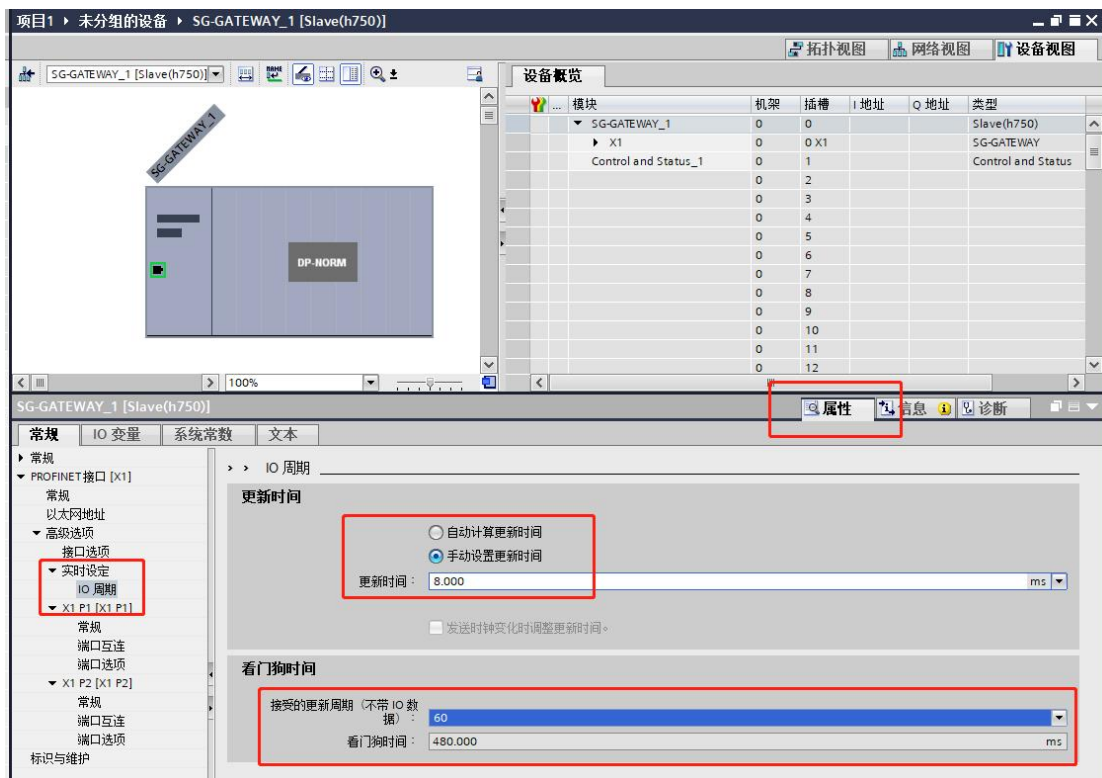 项目1 ▸ 未分组的设备 ▸ SG-GATEWAY_1 [Slave(h750)]
拓扑视图 网络视图 设备视图
SG-GATEWAY_1 [Slave(h750)]
设备概览
... 模块 机架 插槽 I 地址 Q 地址 类型
SG-GATEWAY_1 0 0 Slave(h750)
X1 0 0 X1 SG-GATEWAY
Control and Status_1 0 1 Control and Status
0 2
0 3
0 4
0 5
0 6
0 7
0 8
0 9
0 10
0 11
0 12
SG-GATEWAY_1
DP-NORM
100%
SG-GATEWAY_1 [Slave(h750)]
属性 信息 诊断
常规 IO 变量 系统常数 文本
常规
PROFINET接口 [X1]
常规
以太网地址
高级选项
接口选项
实时设定
IO 周期
X1 P1 [X1 P1]
常规
端口互连
端口选项
X1 P2 [X1 P2]
常规
端口互连
端口选项
标识与维护
› › IO 周期
更新时间
自动计算更新时间
手动设置更新时间
更新时间： 8.000 ms
发送时钟变化时调整更新时间。
看门狗时间
接受的更新周期（不带 IO 数
据）： 60
看门狗时间： 480.000 ms